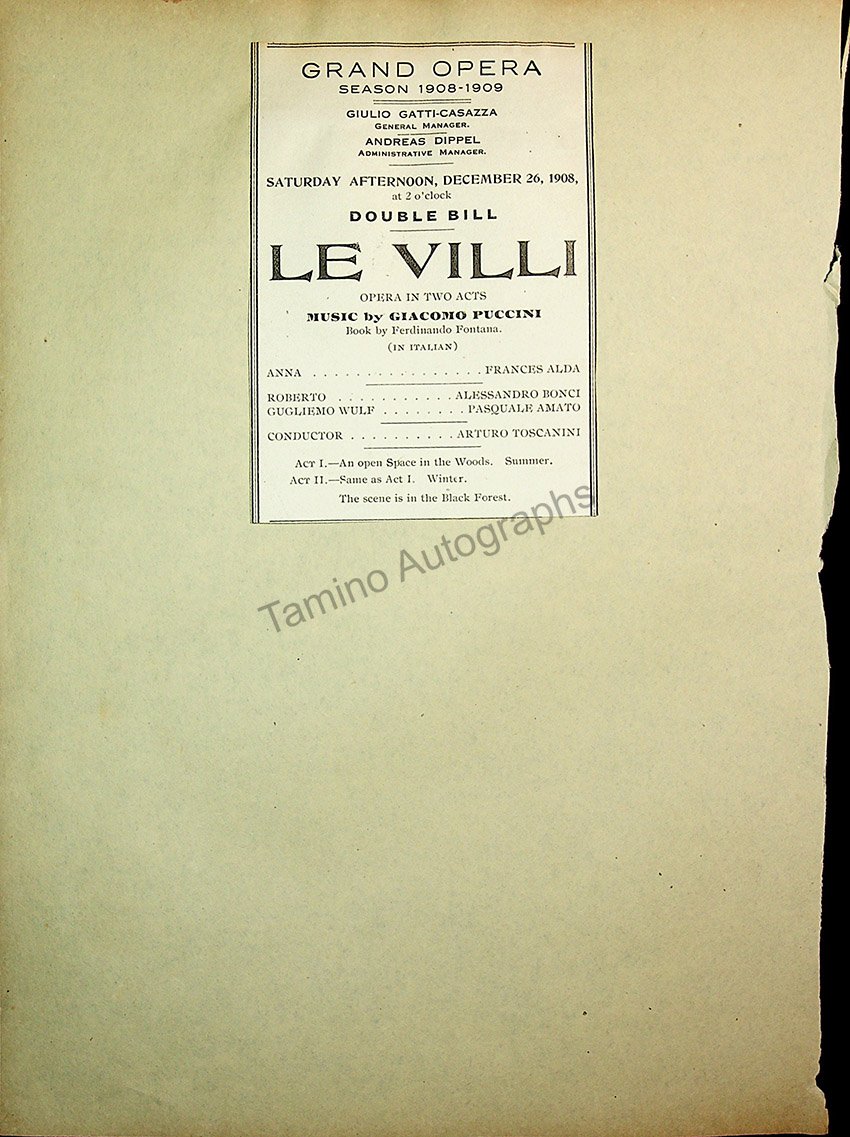 GRAND OPERA
SEASON 1908-1909
GIULIO GATTI-CASAZZA
GENERAL MANAGER.
ANDREAS DIPPEL
ADMINISTRATIVE MANAGER.
SATURDAY AFTERNOON, DECEMBER 26, 1908,
at 2 o'clock
DOUBLE BILL
LE VILLI
OPERA IN TWO ACTS
MUSIC by GIACOMO PUCCINI
Book by Ferdinando Fontana.
(IN ITALIAN)
ANNA . . . . . . . . . . . . . . . . FRANCES ALDA
ROBERTO . . . . . . . . . . . ALESSANDRO BONCI
GUGLIEMO WULF . . . . . . . . PASQUALE AMATO
CONDUCTOR . . . . . . . . . . ARTURO TOSCANINI
ACT I.—An open Space in the Woods. Summer.
ACT II.—Same as Act I. Winter.
The scene is in the Black Forest.
Tamino Autographs